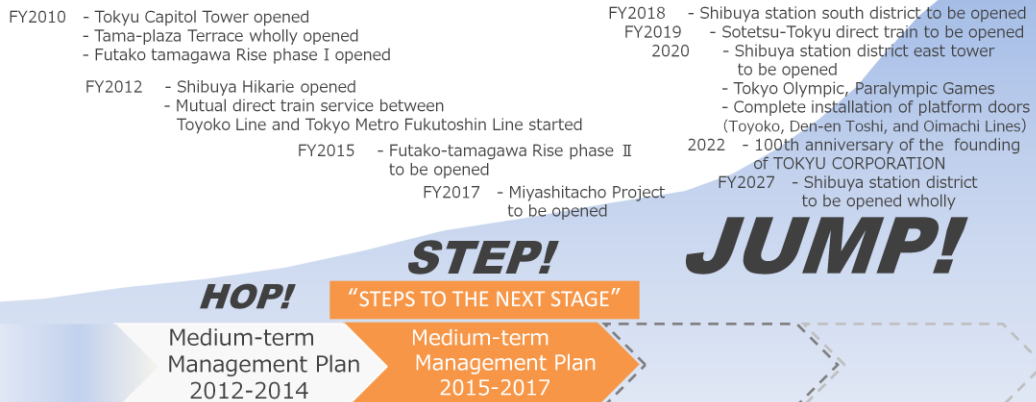 FY2010 - Tokyu Capitol Tower opened
- Tama-plaza Terrace wholly opened
- Futako tamagawa Rise phase I opened
FY2012 - Shibuya Hikarie opened
- Mutual direct train service between
Toyoko Line and Tokyo Metro Fukutoshin Line started
FY2015 - Futako-tamagawa Rise phase Ⅱ
to be opened
FY2017 - Miyashitacho Project
to be opened
FY2018 - Shibuya station south district to be opened
FY2019 - Sotetsu-Tokyu direct train to be opened
2020 - Shibuya station district east tower
to be opened
- Tokyo Olympic, Paralympic Games
- Complete installation of platform doors
(Toyoko, Den-en Toshi, and Oimachi Lines)
2022 - 100th anniversary of the founding
of TOKYU CORPORATION
FY2027 - Shibuya station district
to be opened wholly
HOP!
STEP!
JUMP!
“STEPS TO THE NEXT STAGE”
Medium-term
Management Plan
2012-2014
Medium-term
Management Plan
2015-2017